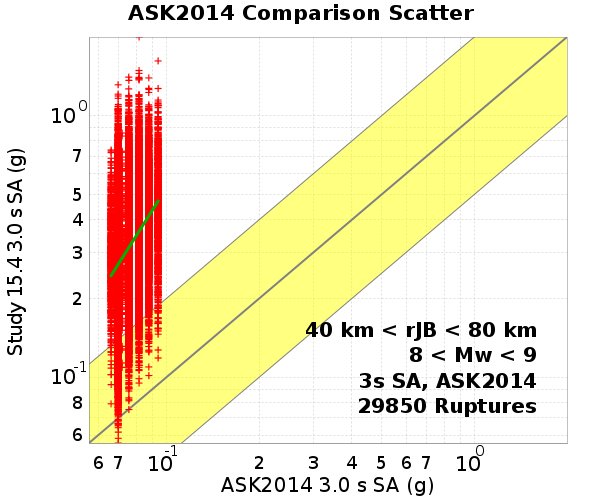 ASK2014 Comparison Scatter
Study 15.4 3.0 s SA (g)
10^0
7
5
4
3
2
10^-1
8
6
40 km < rJB < 80 km
8 < Mw < 9
3s SA, ASK2014
29850 Ruptures
6 7 10^-1 2 3 4 5 6 7 10^0
ASK2014 3.0 s SA (g)